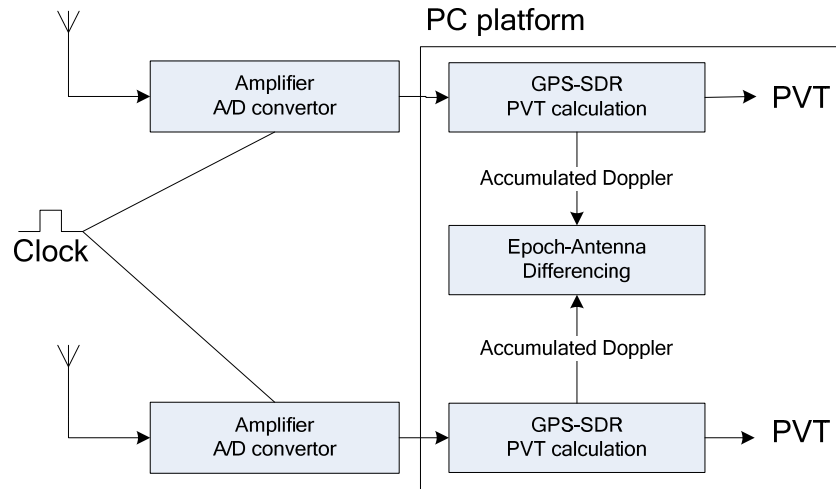 PC platform
Amplifier
A/D convertor
GPS-SDR
PVT calculation
PVT
Accumulated Doppler
Clock
Epoch-Antenna
Differencing
Accumulated Doppler
Amplifier
A/D convertor
GPS-SDR
PVT calculation
PVT